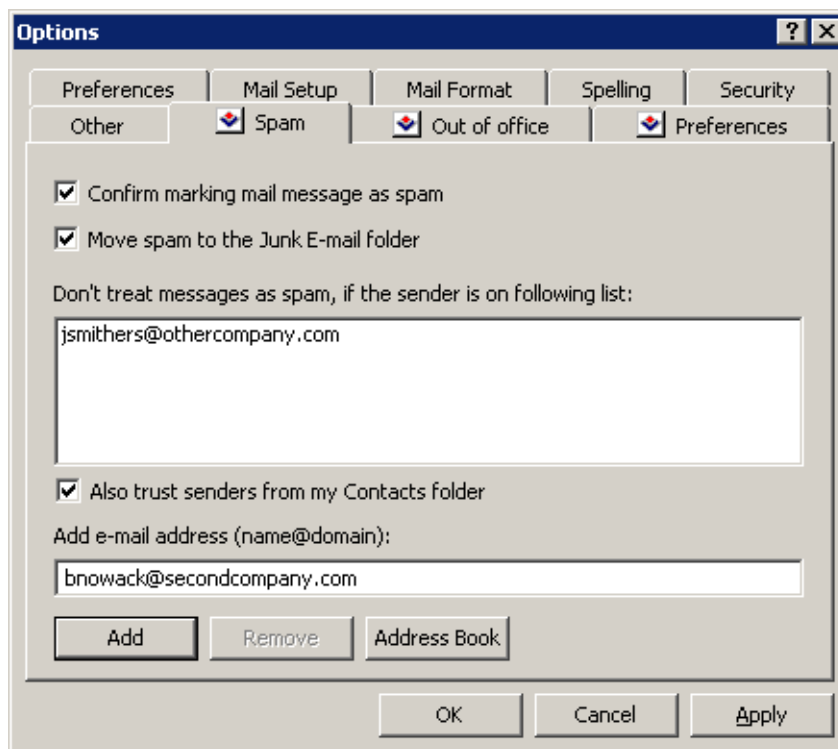 Options
Preferences Mail Setup Mail Format Spelling Security
Other Spam Out of office Preferences
Confirm marking mail message as spam
Move spam to the Junk E-mail folder
Don't treat messages as spam, if the sender is on following list:
jsmithers@othercompany.com
Also trust senders from my Contacts folder
Add e-mail address (name@domain):
bnowack@secondcompany.com
Add Remove Address Book
OK Cancel Apply